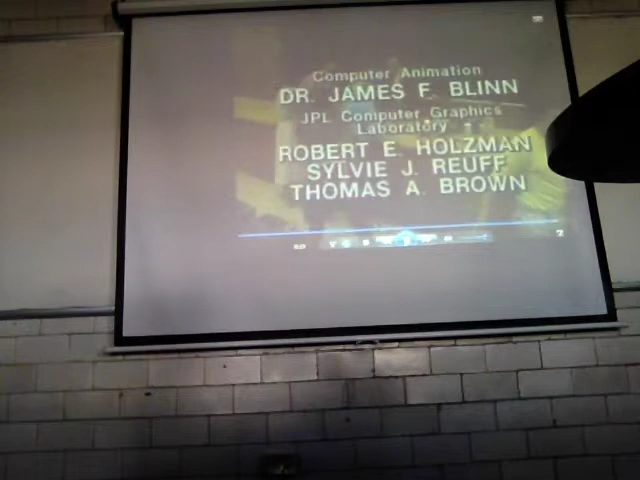 Computer Animation
DR. JAMES F. BLINN
JPL Computer Graphics
Laboratory
ROBERT E. HOLZMAN
SYLVIE J. REUFF
THOMAS A. BROWN